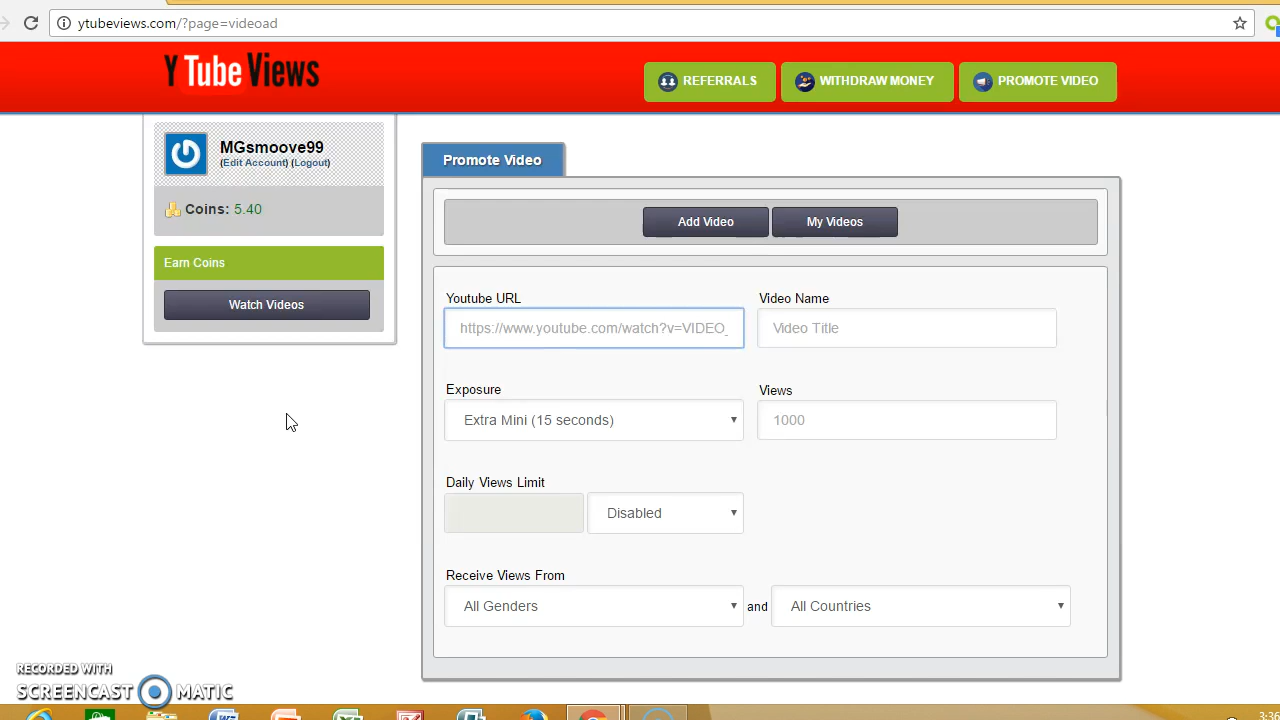 ytubeviews.com/?page=videoad
Y Tube Views
REFERRALS
WITHDRAW MONEY
PROMOTE VIDEO
MGsmoove99
(Edit Account) (Logout)
Coins: 5.40
Earn Coins
Watch Videos
Promote Video
Add Video
My Videos
Youtube URL
Video Name
https://www.youtube.com/watch?v=VIDEO_
Video Title
Exposure
Views
Extra Mini (15 seconds)
1000
Daily Views Limit
Disabled
Receive Views From
All Genders
and
All Countries
RECORDED WITH
SCREENCAST MATIC
3:36